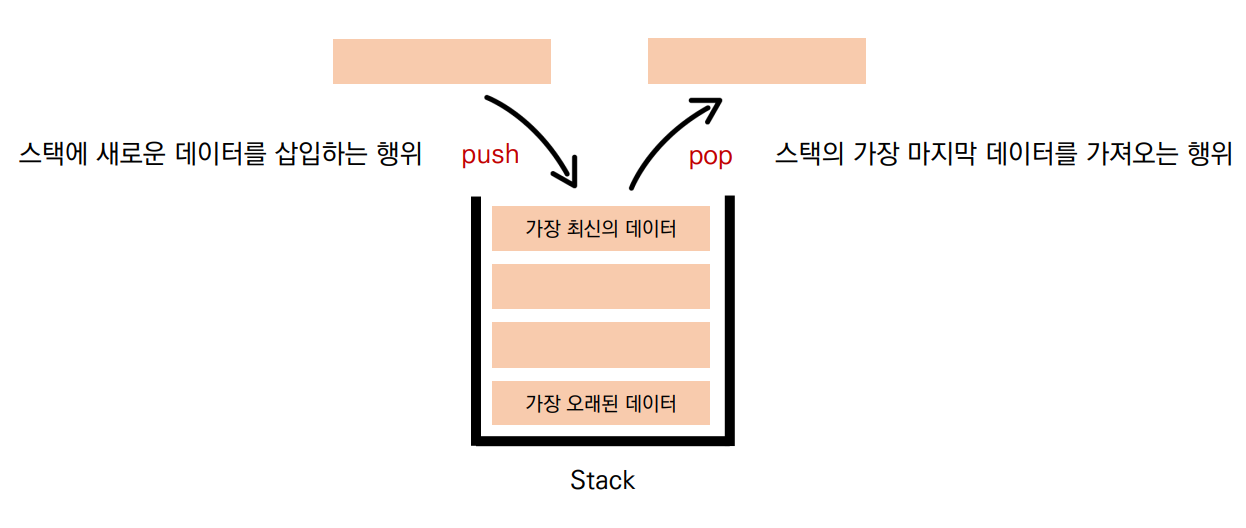 스택에 새로운 데이터를 삽입하는 행위
push
pop
스택의 가장 마지막 데이터를 가져오는 행위
가장 최신의 데이터
가장 오래된 데이터
Stack